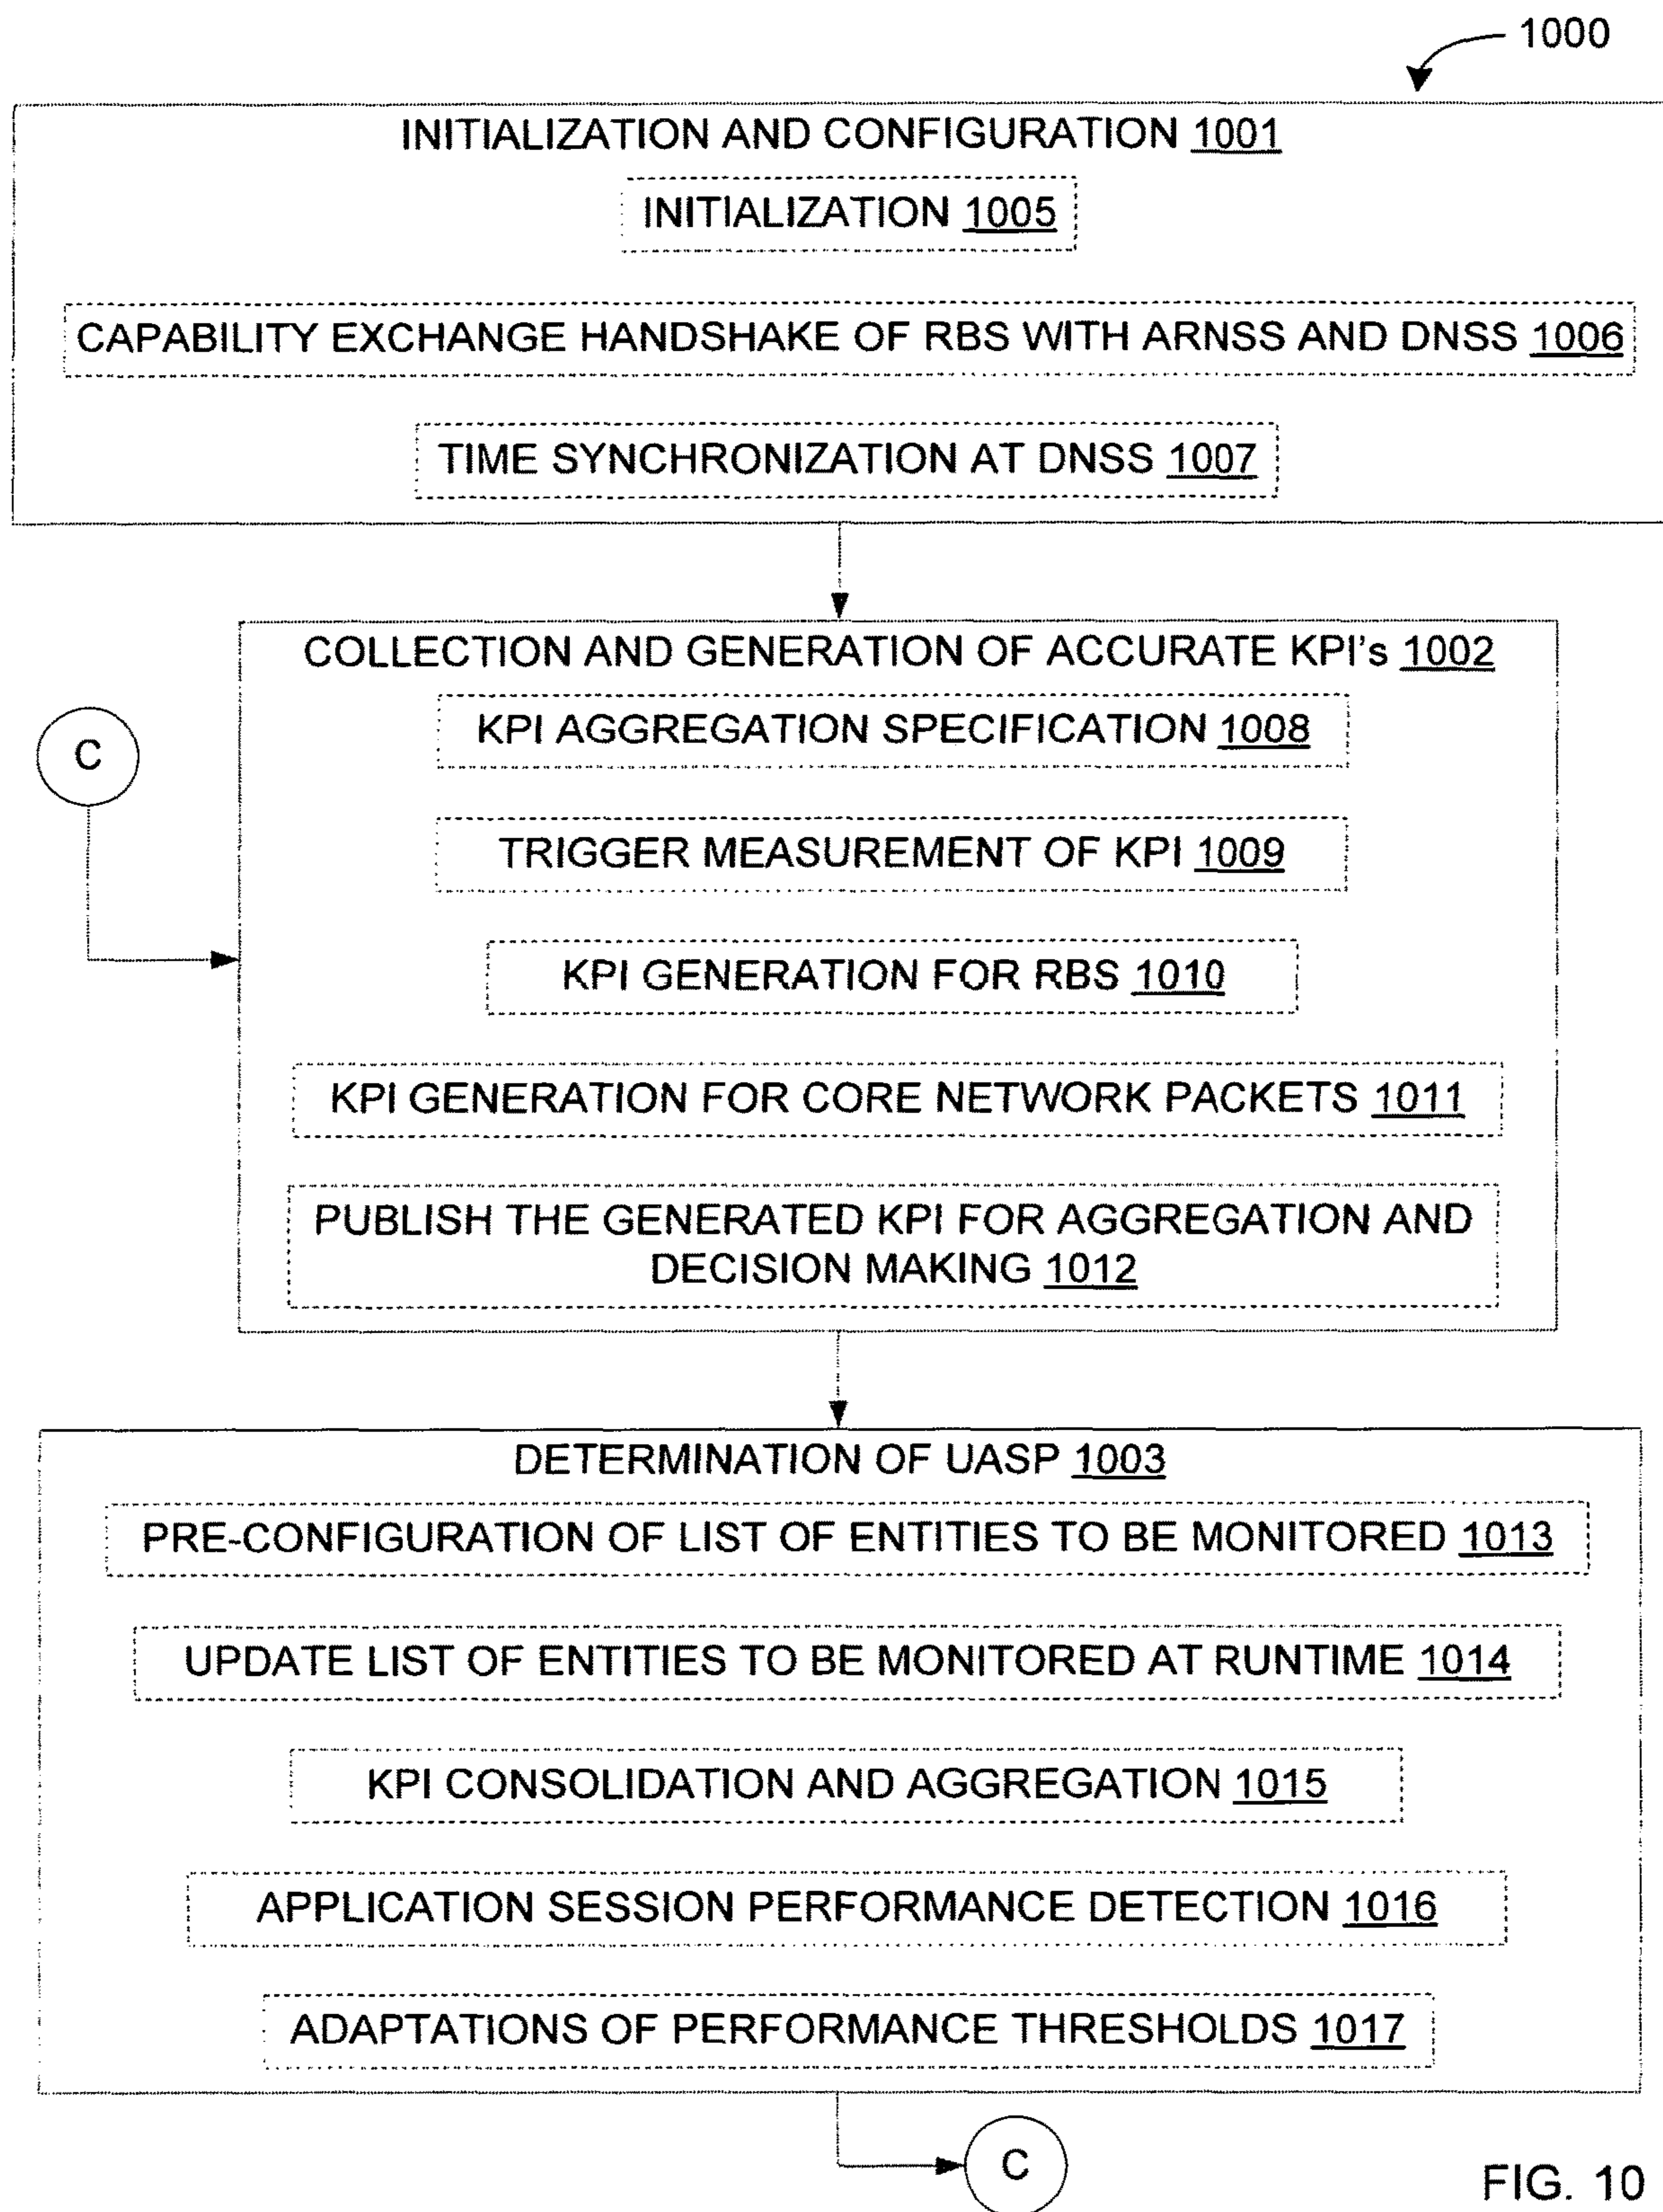 1000
INITIALIZATION AND CONFIGURATION 1001
INITIALIZATION 1005
CAPABILITY EXCHANGE HANDSHAKE OF RBS WITH ARNSS AND DNSS 1006
TIME SYNCHRONIZATION AT DNSS 1007
COLLECTION AND GENERATION OF ACCURATE KPI's 1002
KPI AGGREGATION SPECIFICATION 1008
C
TRIGGER MEASUREMENT OF KPI 1009
KPI GENERATION FOR RBS 1010
KPI GENERATION FOR CORE NETWORK PACKETS 1011
PUBLISH THE GENERATED KPI FOR AGGREGATION AND
DECISION MAKING 1012
DETERMINATION OF UASP 1003
PRE-CONFIGURATION OF LIST OF ENTITIES TO BE MONITORED 1013
UPDATE LIST OF ENTITIES TO BE MONITORED AT RUNTIME 1014
KPI CONSOLIDATION AND AGGREGATION 1015
APPLICATION SESSION PERFORMANCE DETECTION 1016
ADAPTATIONS OF PERFORMANCE THRESHOLDS 1017
C
FIG. 10